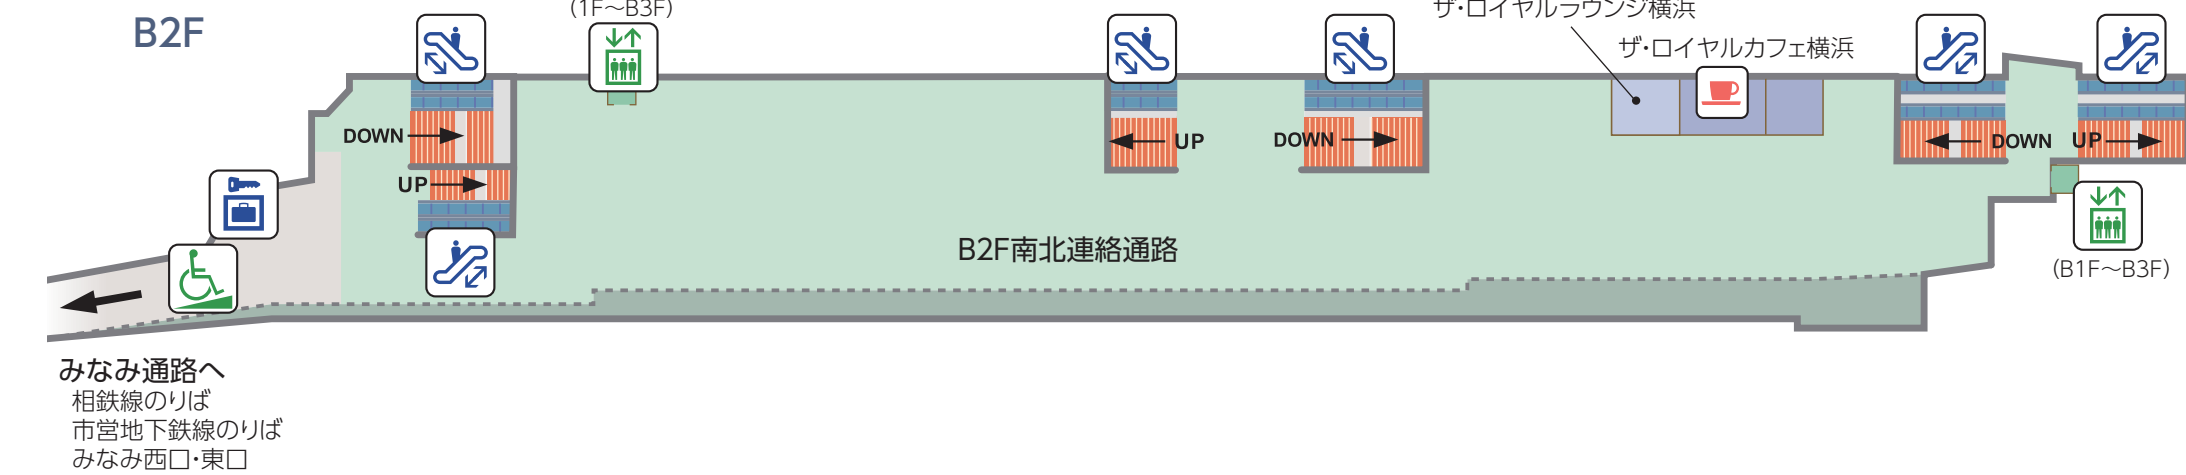 B2F
(1F～B3F)
ザ・ロイヤルラウンジ横浜
ザ・ロイヤルカフェ横浜
DOWN
UP
UP
DOWN
DOWN
UP
B2F南北連絡通路
(B1F～B3F)
みなみ通路へ
相鉄線のりば
市営地下鉄線のりば
みなみ西口・東口